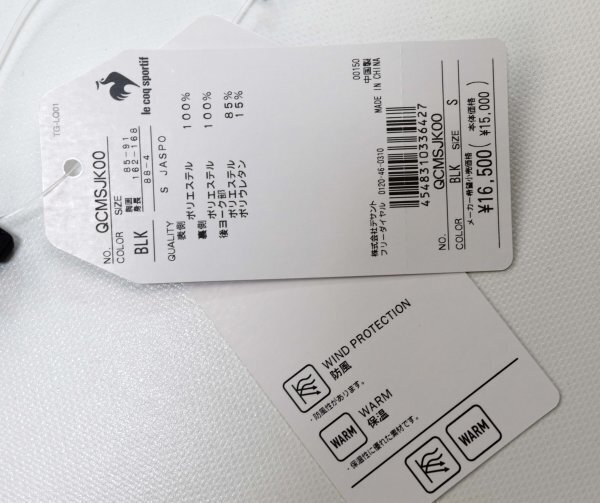 TG-L001
le coq sportif
NO. QCMSJK00
COLOR SIZE
胸囲 85-91
身長 162-168
BLK 88-4
S JASPO
QUALITY
表側 ポリエステル 100%
裏側 ポリエステル 100%
後ヨーク部
ポリエステル 85%
ポリウレタン 15%
00150
中国製
MADE IN CHINA
株式会社デサント
フリーダイヤル 0120-46-0310
4548310336427
NO. QCMSJK00
COLOR BLK SIZE S
メーカー希望小売価格 (本体価格)
¥16,500 (¥15,000)
WIND PROTECTION
防風
・防風性があります。
WARM
WARM
保温
・保温性に優れた素材です。
WARM